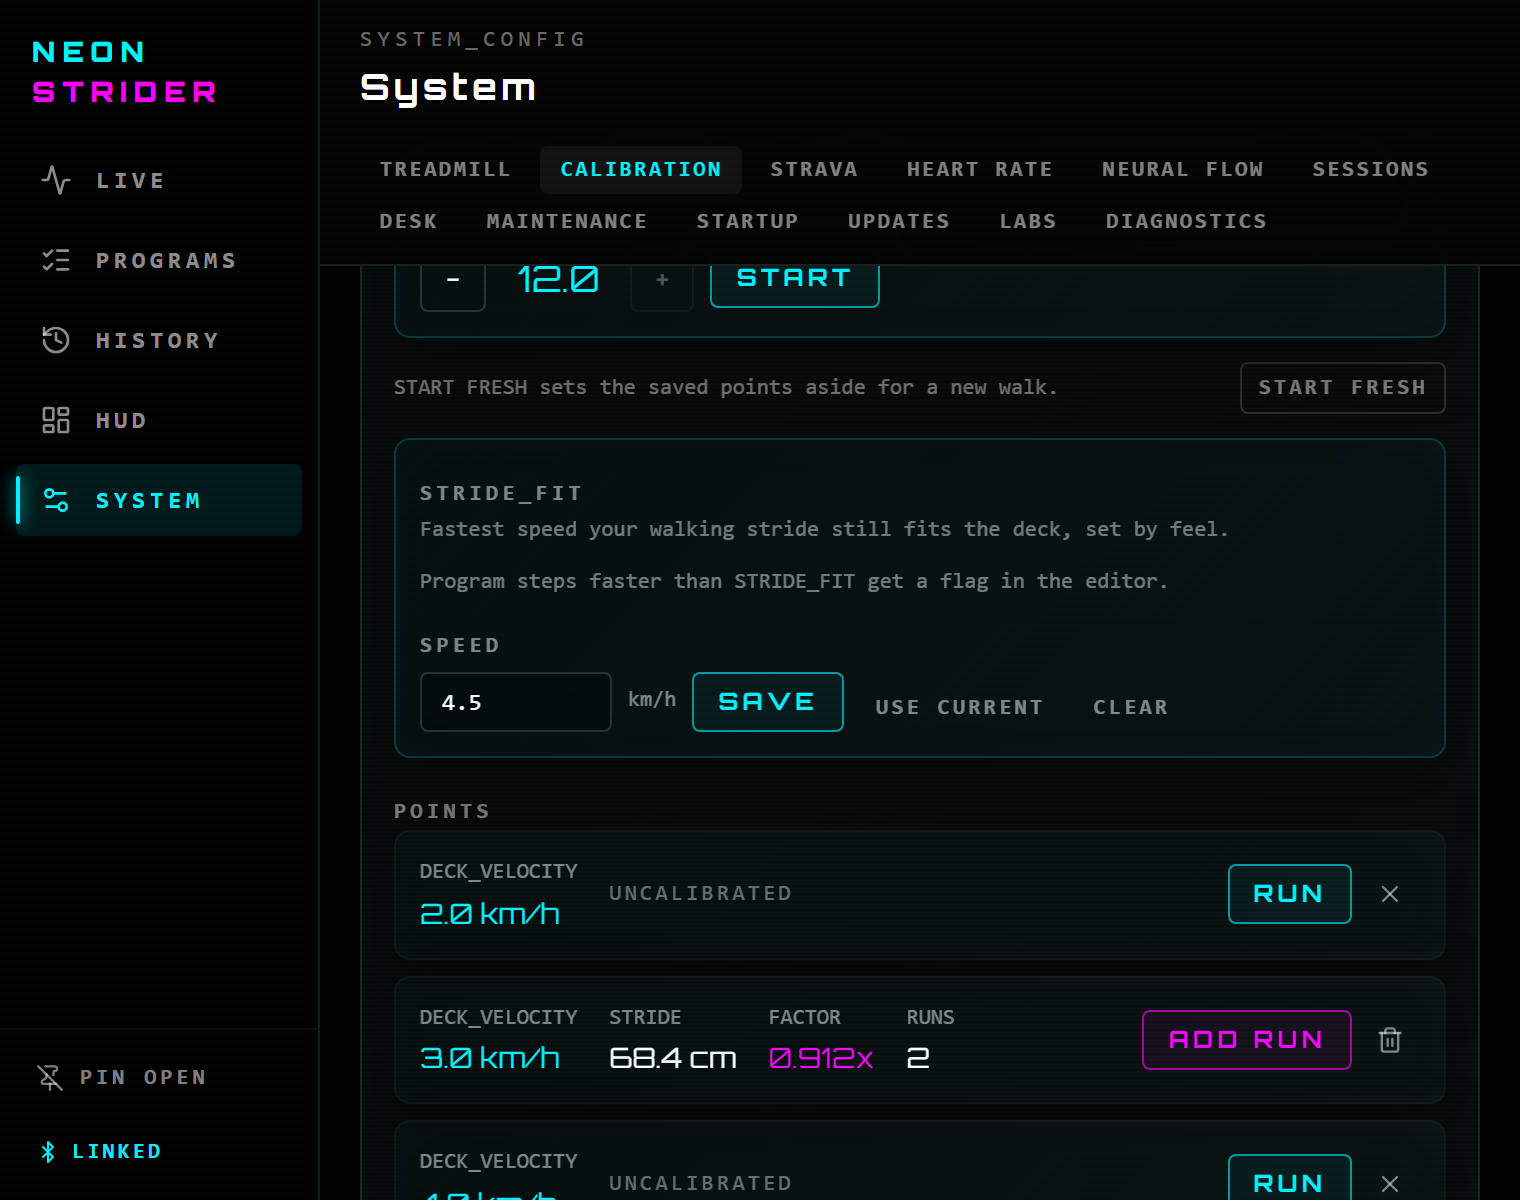 NEON
STRIDER
LIVE
PROGRAMS
HISTORY
HUD
SYSTEM
PIN OPEN
LINKED
SYSTEM_CONFIG
System
TREADMILL CALIBRATION STRAVA HEART RATE NEURAL FLOW SESSIONS
DESK MAINTENANCE STARTUP UPDATES LABS DIAGNOSTICS
- 12.0 + START
START FRESH sets the saved points aside for a new walk. START FRESH
STRIDE_FIT
Fastest speed your walking stride still fits the deck, set by feel.
Program steps faster than STRIDE_FIT get a flag in the editor.
SPEED
4.5 km/h SAVE USE CURRENT CLEAR
POINTS
DECK_VELOCITY
2.0 km/h UNCALIBRATED RUN
DECK_VELOCITY STRIDE FACTOR RUNS
3.0 km/h 68.4 cm 0.912x 2 ADD RUN
DECK_VELOCITY
UNCALIBRATED RUN